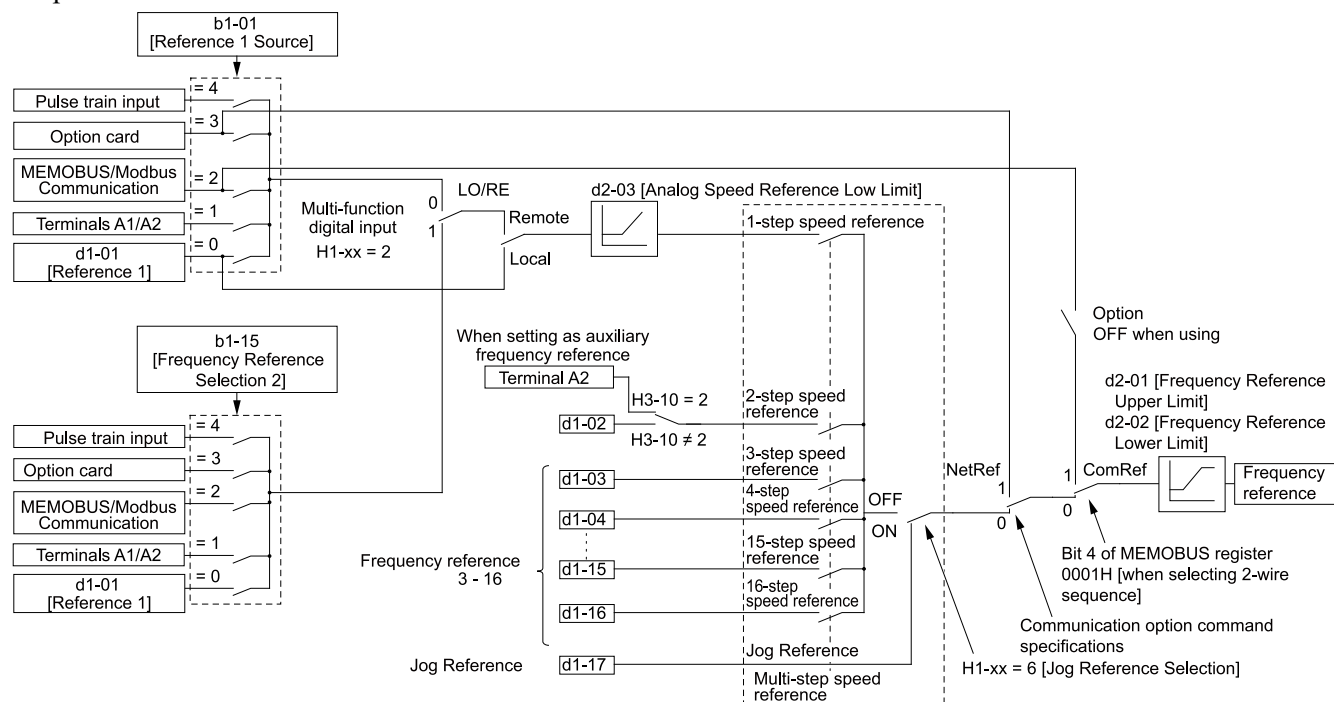 b1-01
[Reference 1 Source]
Pulse train input
= 4
Option card
= 3
MEMOBUS/Modbus
Communication
= 2
Terminals A1/A2
= 1
d1-01
[Reference 1]
= 0
Multi-function
digital input
H1-xx = 2
0
1
LO/RE
Remote
Local
d2-03 [Analog Speed Reference Low Limit]
1-step speed reference
b1-15
[Frequency Reference
Selection 2]
Pulse train input
= 4
Option card
= 3
MEMOBUS/Modbus
Communication
= 2
Terminals A1/A2
= 1
d1-01
[Reference 1]
= 0
When setting as auxiliary
frequency reference
Terminal A2
H3-10 = 2
d1-02
H3-10 ≠ 2
2-step speed
reference
Frequency reference
3 - 16
d1-03
3-step speed
reference
d1-04
4-step
speed reference
d1-15
15-step speed
reference
d1-16
16-step
speed reference
Jog Reference
d1-17
Jog Reference
Multi-step speed
reference
OFF
ON
H1-xx = 6 [Jog Reference Selection]
NetRef
1
0
Communication option command
specifications
Option
OFF when using
1
0
ComRef
Bit 4 of MEMOBUS register
0001H [when selecting 2-wire
sequence]
d2-01 [Frequency Reference
Upper Limit]
d2-02 [Frequency Reference
Lower Limit]
Frequency
reference